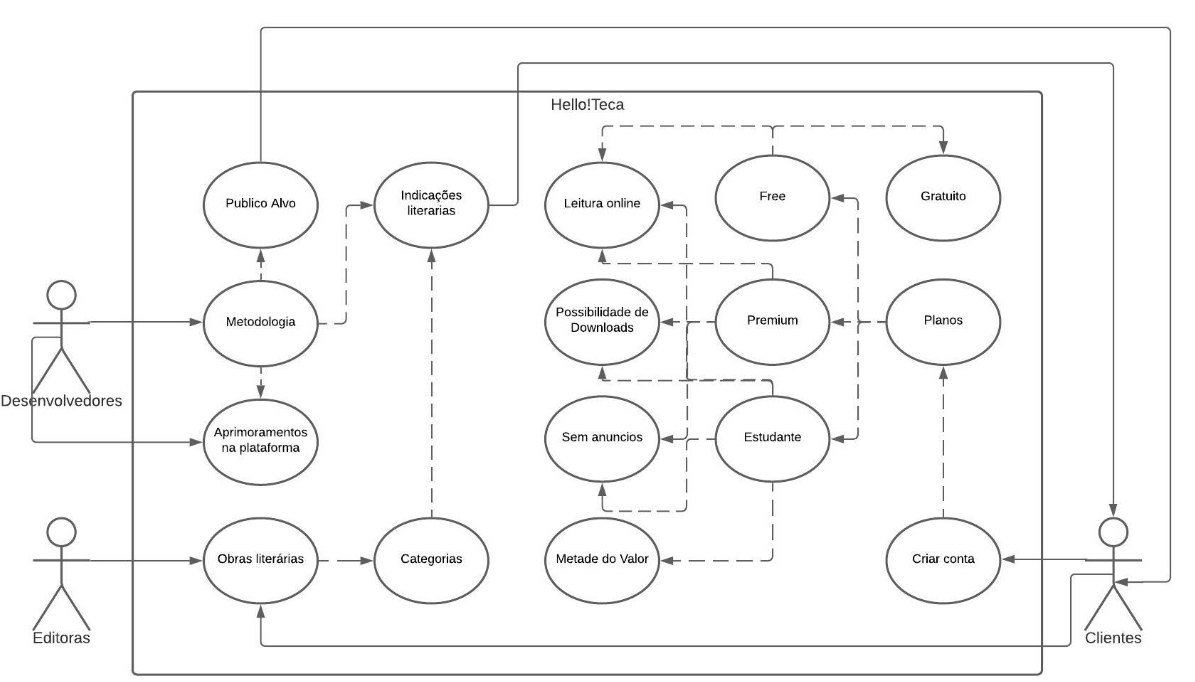 Hello!Teca
Publico Alvo
Indicações
literarias
Leitura online
Free
Gratuito
Metodologia
Possibilidade de
Downloads
Premium
Planos
Desenvolvedores
Aprimoramentos
na plataforma
Sem anuncios
Estudante
Obras literárias
Categorias
Metade do Valor
Criar conta
Editoras
Clientes